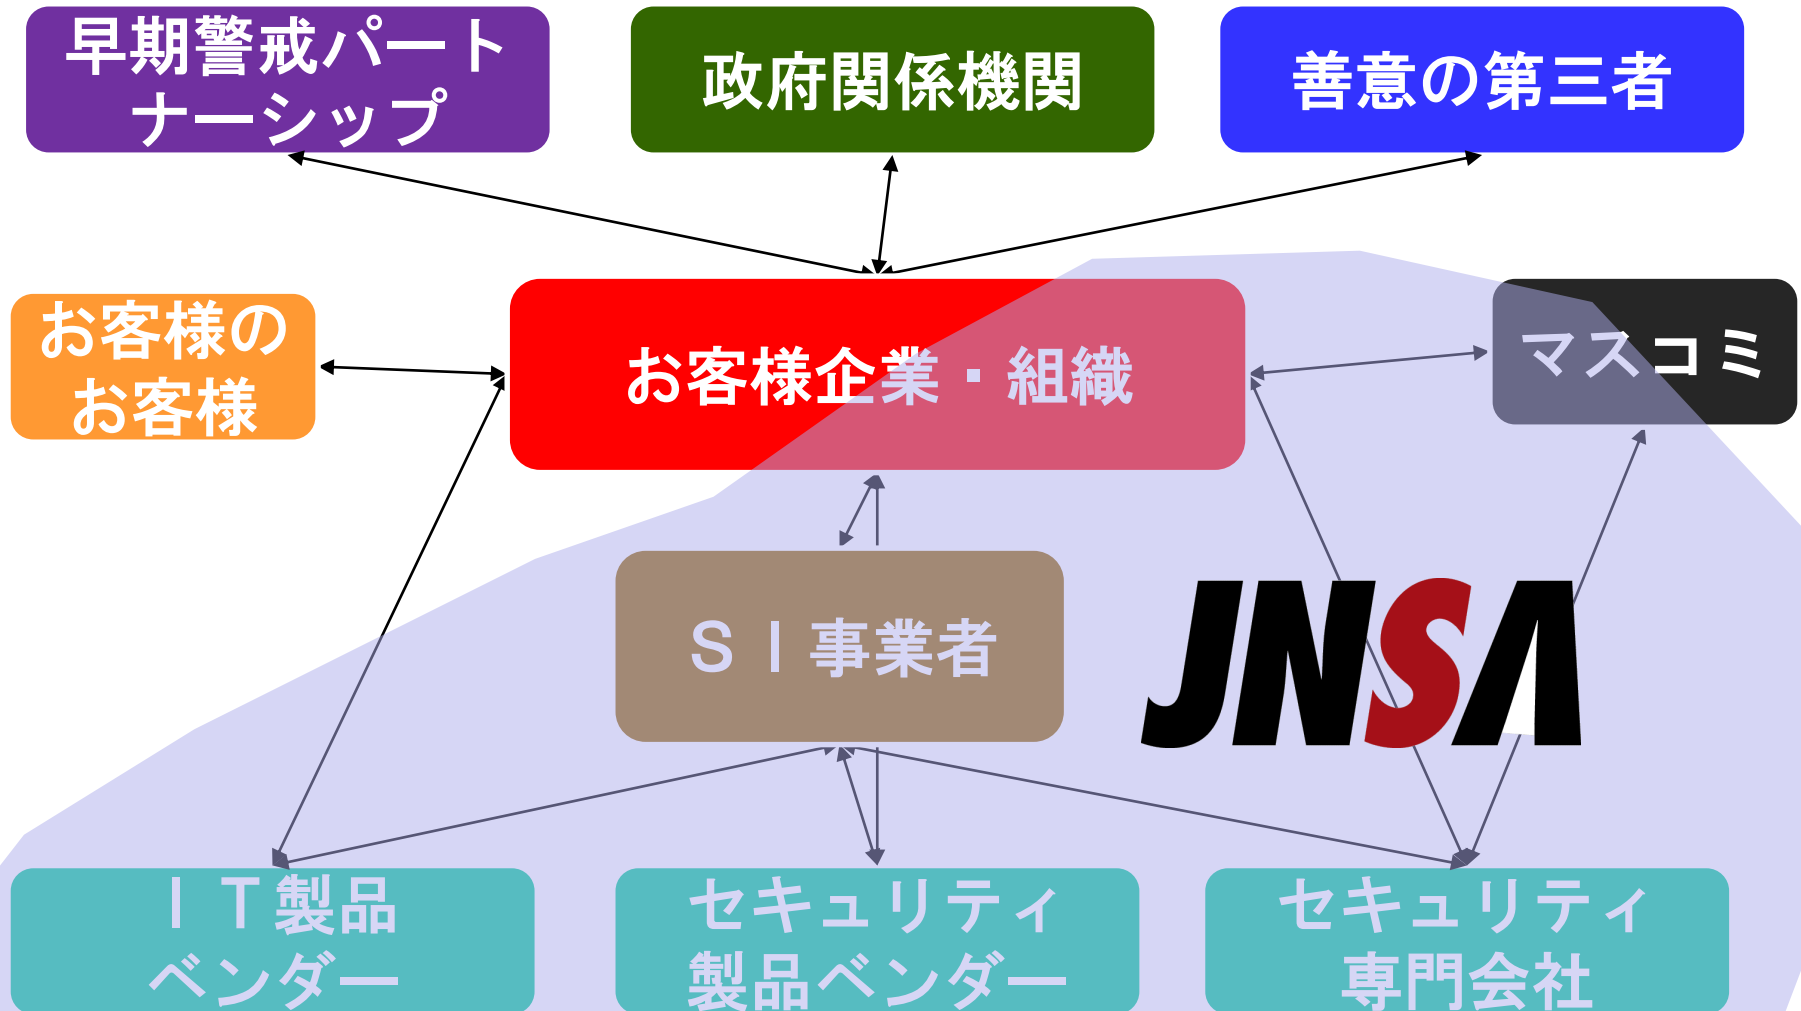 早期警戒パート
ナーシップ
政府関係機関
善意の第三者
お客様の
お客様
お客様企業・組織
マスコミ
ＳＩ事業者
JNSA
ＩＴ製品
ベンダー
セキュリティ
製品ベンダー
セキュリティ
専門会社